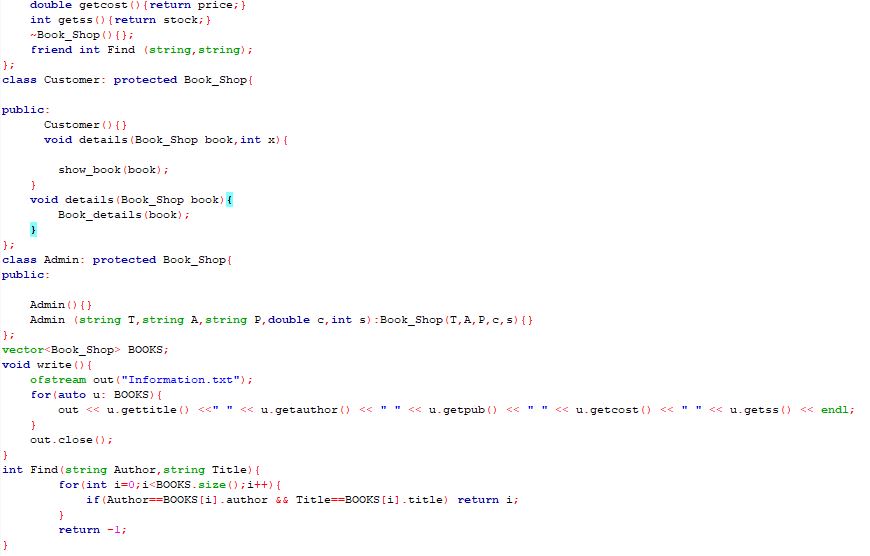 double getcost(){return price;}
int getss(){return stock;}
~Book_Shop(){};
friend int Find (string,string);
};
class Customer: protected Book_Shop{
public:
Customer(){}
void details(Book_Shop book,int x){
show_book(book);
}
void details(Book_Shop book){
Book_details(book);
}
};
class Admin: protected Book_Shop{
public:
Admin(){}
Admin (string T,string A,string P,double c,int s):Book_Shop(T,A,P,c,s){}
};
vector<Book_Shop> BOOKS;
void write(){
ofstream out("Information.txt");
for(auto u: BOOKS){
out << u.gettitle() <<" " << u.getauthor() << " " << u.getpub() << " " << u.getcost() << " " << u.getss() << endl;
}
out.close();
}
int Find(string Author,string Title){
for(int i=0;i<BOOKS.size();i++){
if(Author==BOOKS[i].author && Title==BOOKS[i].title) return i;
}
return -1;
}